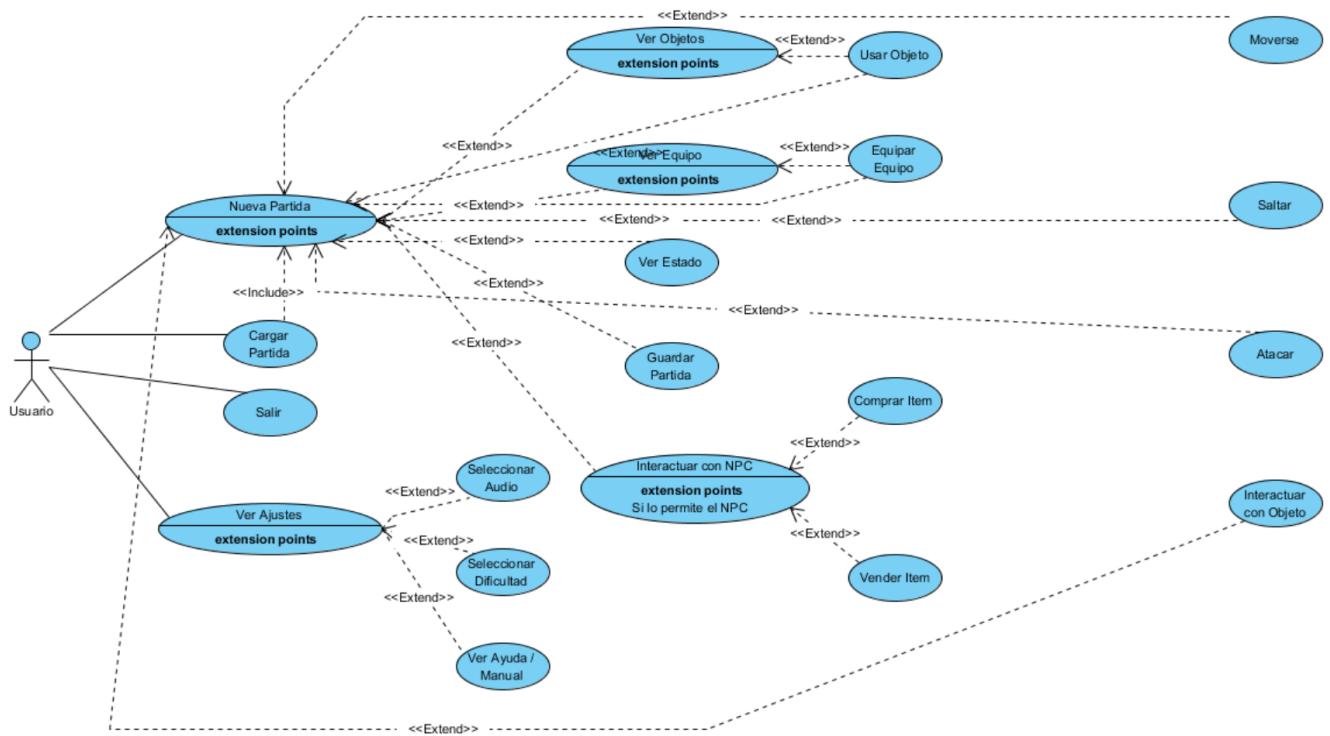 <<Extend>>
Ver Objetos
extension points
<<Extend>>
Usar Objeto
Moverse
<<Extend>>
<<Extend>>
Ver Equipo
extension points
<<Extend>>
Equipar
Equipo
Nueva Partida
extension points
<<Extend>>
<<Extend>>
<<Extend>>
Saltar
<<Extend>>
Ver Estado
<<Include>>
<<Extend>>
<<Extend>>
Cargar
Partida
<<Extend>>
Guardar
Partida
Atacar
Usuario
Salir
Comprar Item
<<Extend>>
Seleccionar
Audio
<<Extend>>
Interactuar con NPC
extension points
Si lo permite el NPC
Interactuar
con Objeto
Ver Ajustes
extension points
<<Extend>>
Seleccionar
Dificultad
<<Extend>>
Vender Item
<<Extend>>
Ver Ayuda /
Manual
<<Extend>>